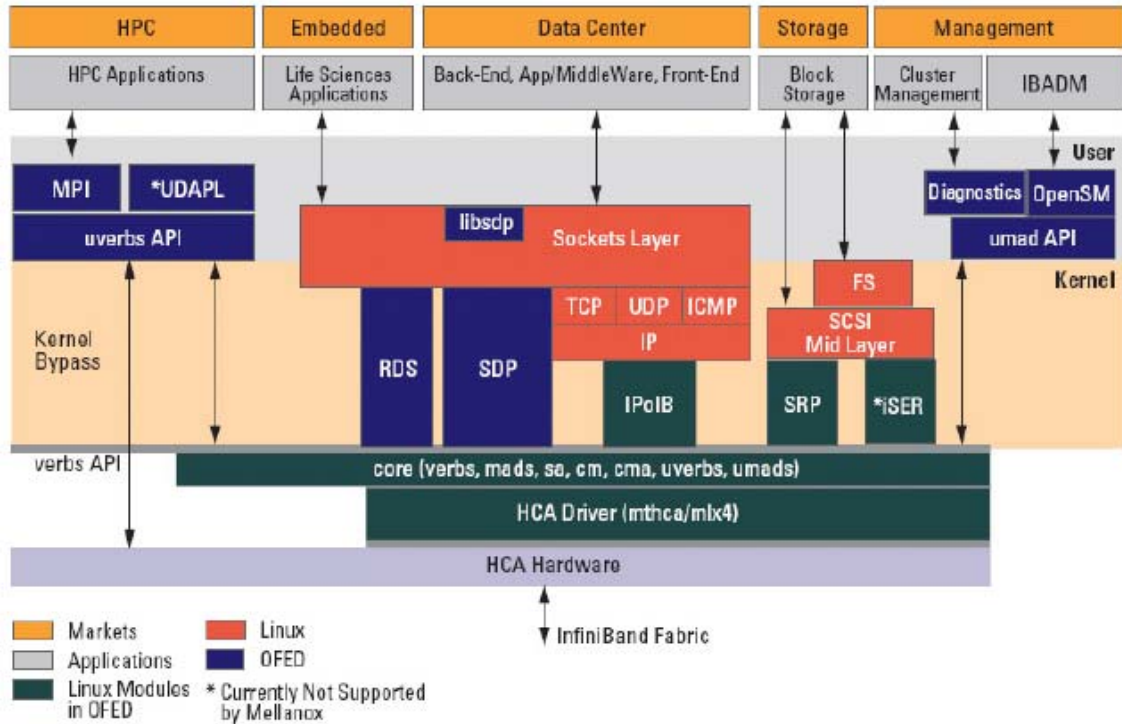 HPC
Embedded
Data Center
Storage
Management
HPC Applications
Life Sciences
Applications
Back-End, App/MiddleWare, Front-End
Block
Storage
Cluster
Management
IBADM
User
MPI
*UDAPL
Diagnostics
OpenSM
libsdp
Sockets Layer
uverbs API
umad API
Kernel
FS
TCP
UDP
ICMP
SCSI
Mid Layer
IP
Kernel
Bypass
RDS
SDP
IPoIB
SRP
*iSER
verbs API
core (verbs, mads, sa, cm, cma, uverbs, umads)
HCA Driver (mthca/mlx4)
HCA Hardware
InfiniBand Fabric
Markets
Applications
Linux Modules
in OFED
Linux
OFED
* Currently Not Supported
by Mellanox